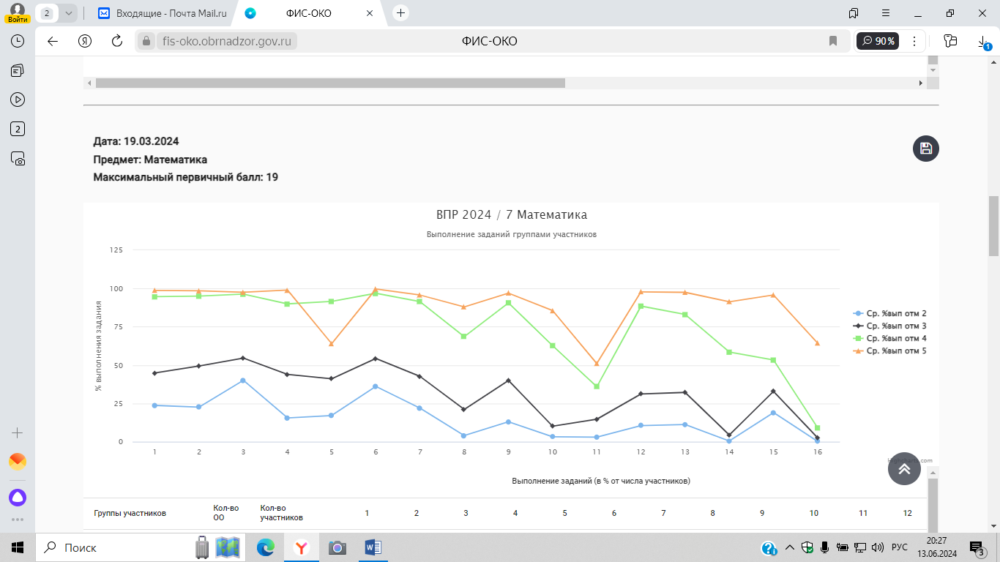 Войти
2
Входящие - Почта Mail.ru
ФИС-ОКО
fis-oko.obrnadzor.gov.ru
ФИС-ОКО
90%
1
2
Дата: 19.03.2024
Предмет: Математика
Максимальный первичный балл: 19
ВПР 2024 / 7 Математика
Выполнение заданий группами участников
% выполнения задания
125
100
75
50
25
0
1 2 3 4 5 6 7 8 9 10 11 12 13 14 15 16
Ср. %вып отм 2
Ср. %вып отм 3
Ср. %вып отм 4
Ср. %вып отм 5
Highcharts.com
Выполнение заданий (в % от числа участников)
Группы участников Кол-во ОО Кол-во участников 1 2 3 4 5 6 7 8 9 10 11 12
Поиск
РУС
20:27
13.06.2024
3